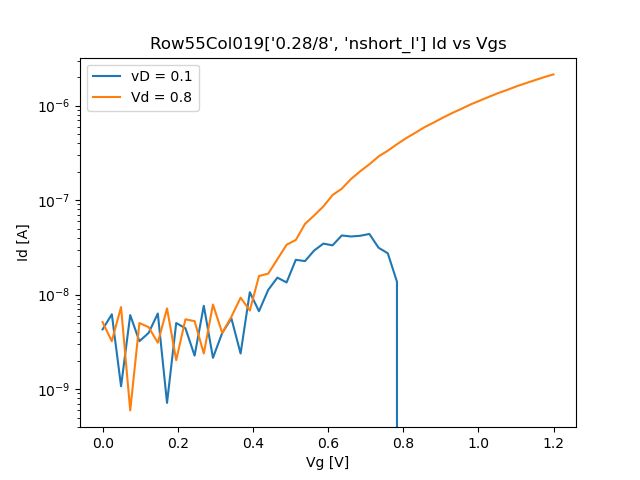 Row55Col019['0.28/8', 'nshort_l'] Id vs Vgs
vD = 0.1
Vd = 0.8
10⁻⁶
10⁻⁷
10⁻⁸
10⁻⁹
Id [A]
0.0 0.2 0.4 0.6 0.8 1.0 1.2
Vg [V]